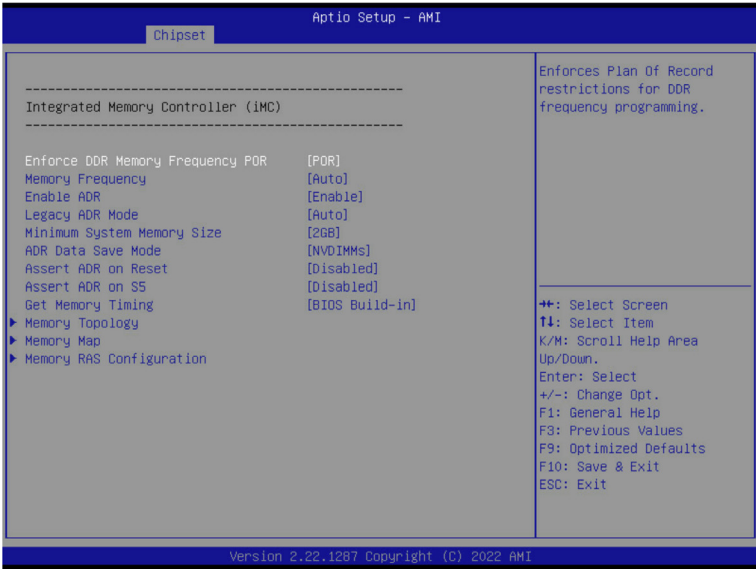 Aptio Setup – AMI
Chipset
------------------------------------------------
Integrated Memory Controller (iMC)
------------------------------------------------
Enforce DDR Memory Frequency POR [POR]
Memory Frequency [Auto]
Enable ADR [Enable]
Legacy ADR Mode [Auto]
Minimum System Memory Size [2GB]
ADR Data Save Mode [NVDIMMs]
Assert ADR on Reset [Disabled]
Assert ADR on S5 [Disabled]
Get Memory Timing [BIOS Build-in]
▶ Memory Topology
▶ Memory Map
▶ Memory RAS Configuration
Enforces Plan Of Record
restrictions for DDR
frequency programming.
→←: Select Screen
↑↓: Select Item
K/M: Scroll Help Area
Up/Down.
Enter: Select
+/-: Change Opt.
F1: General Help
F3: Previous Values
F9: Optimized Defaults
F10: Save & Exit
ESC: Exit
Version 2.22.1287 Copyright (C) 2022 AMI